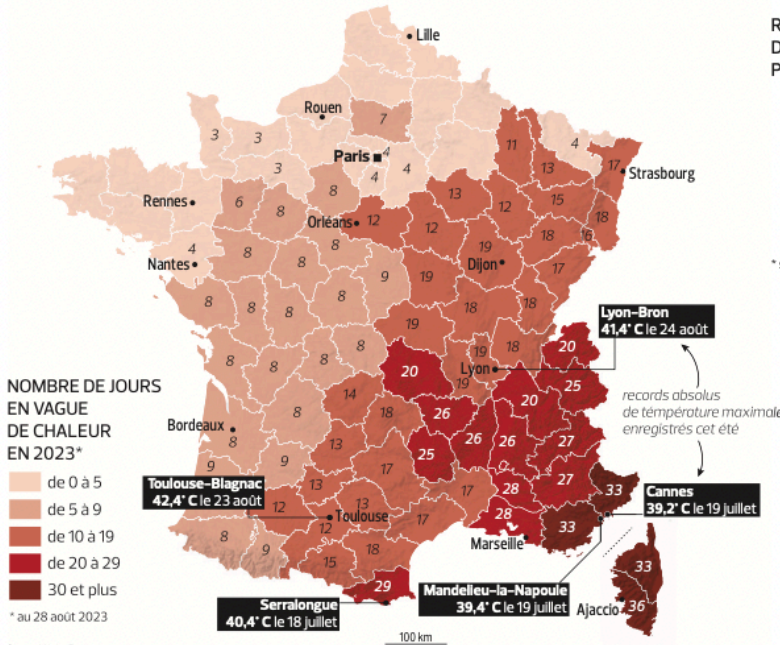 R
D
P
Lille
Rouen
7
3
3
Paris
4
4
4
3
11
13
4
17
Strasbourg
Rennes
6
8
8
Orléans
12
13
12
15
18
4
Nantes
8
8
8
12
19
Dijon
18
16
17
9
19
8
8
8
8
18
18
Lyon-Bron
41,4° C le 24 août
19
19
18
20
Lyon
8
8
8
8
20
19
20
25
records absolus
de température maximale
enregistrés cet été
NOMBRE DE JOURS
EN VAGUE
DE CHALEUR
EN 2023*
14
18
26
26
26
27
Bordeaux
8
8
13
25
9
9
17
27
de 0 à 5
de 5 à 9
de 10 à 19
de 20 à 29
30 et plus
* au 28 août 2023
Toulouse-Blagnac
42,4° C le 23 août
13
13
12
12
Toulouse
17
17
28
28
33
33
Cannes
39,2° C le 19 juillet
Marseille
8
9
15
18
29
Serralongue
40,4° C le 18 juillet
Mandelieu-la-Napoule
39,4° C le 19 juillet
33
Ajaccio
36
100 km
*